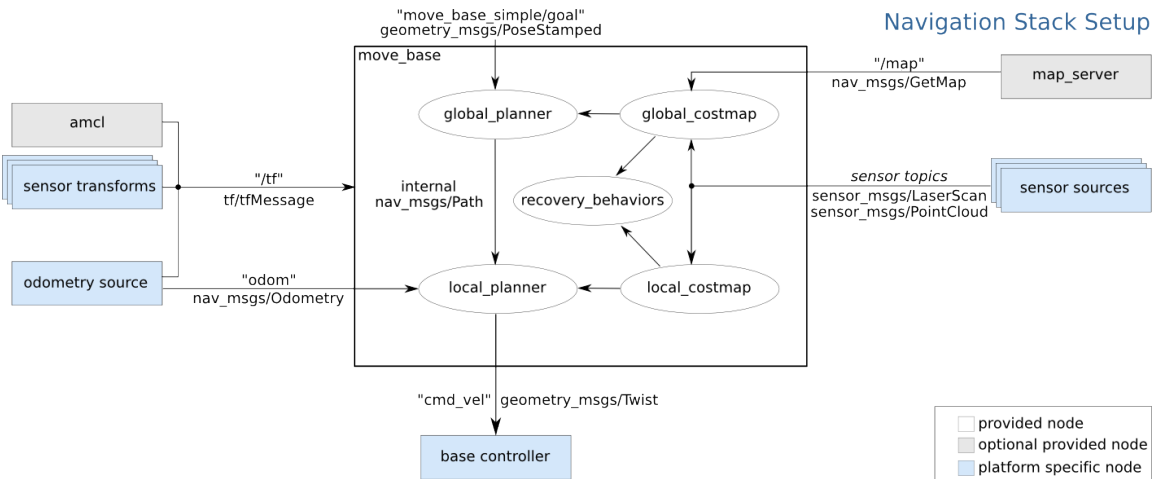 "move_base_simple/goal"
geometry_msgs/PoseStamped
Navigation Stack Setup
move_base
"/map"
nav_msgs/GetMap
map_server
amcl
global_planner
global_costmap
sensor transforms
"/tf"
tf/tfMessage
internal
nav_msgs/Path
recovery_behaviors
sensor topics
sensor_msgs/LaserScan
sensor_msgs/PointCloud
sensor sources
odometry source
"odom"
nav_msgs/Odometry
local_planner
local_costmap
"cmd_vel" geometry_msgs/Twist
base controller
provided node
optional provided node
platform specific node